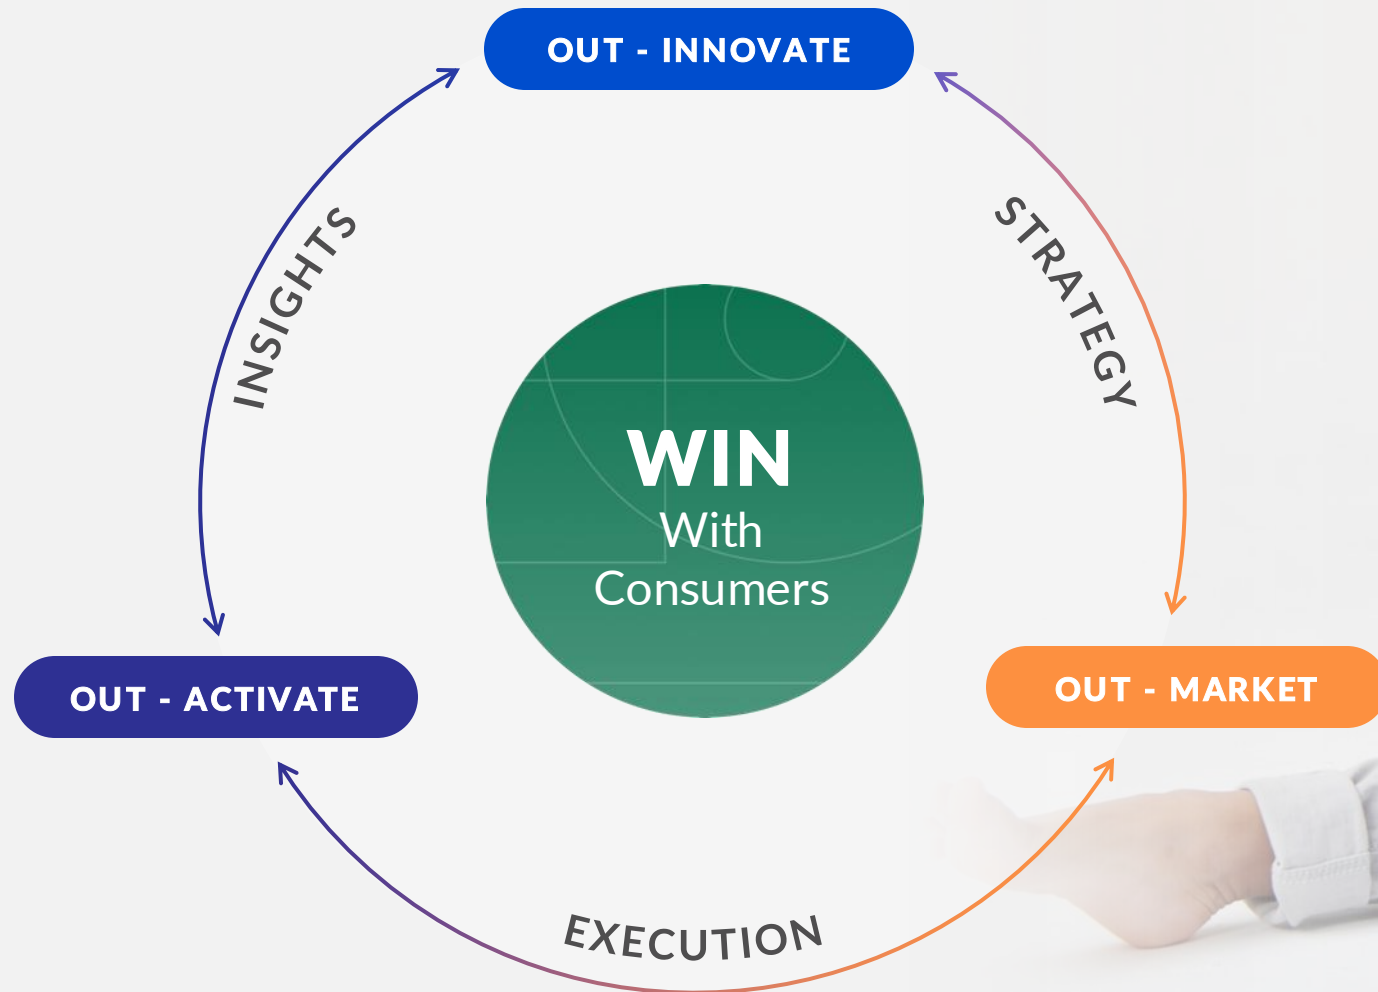 OUT - INNOVATE
INSIGHTS
STRATEGY
WIN
With
Consumers
OUT - ACTIVATE
OUT - MARKET
EXECUTION